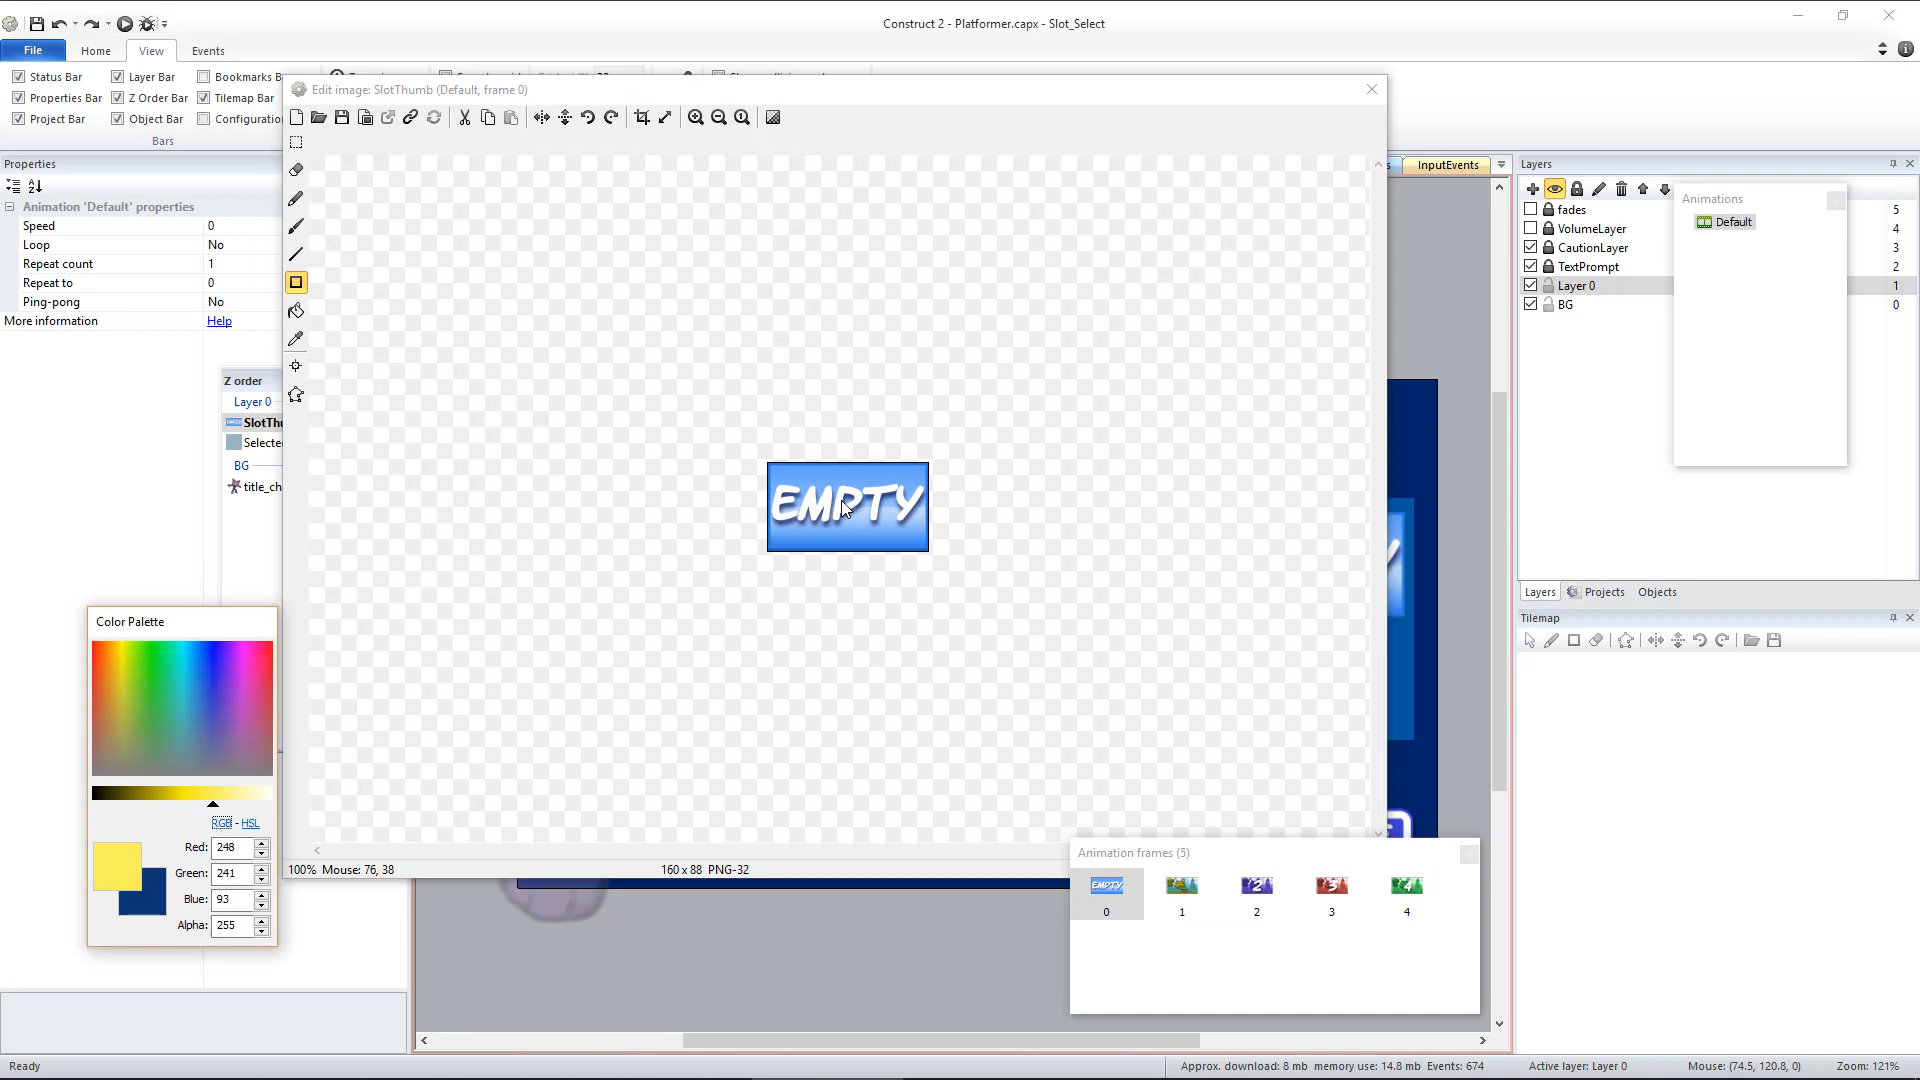 Construct 2 - Platformer.capx - Slot_Select
File
Home
View
Events
Status Bar
Layer Bar
Bookmarks B
Properties Bar
Z Order Bar
Tilemap Bar
Project Bar
Object Bar
Configuratio
Bars
Edit image: SlotThumb (Default, frame 0)
Properties
Animation 'Default' properties
Speed 0
Loop No
Repeat count 1
Repeat to 0
Ping-pong No
More information Help
Z order
Layer 0
SlotThu
Selecte
BG
title_ch
EMPTY
Color Palette
RGB - HSL
Red: 248
Green: 241
Blue: 93
Alpha: 255
100% Mouse: 76, 38
160 x 88 PNG-32
s
InputEvents
Layers
fades 5
VolumeLayer 4
CautionLayer 3
TextPrompt 2
Layer 0 1
BG 0
Animations
Default
Layers
Projects
Objects
Tilemap
Animation frames (5)
EMPTY
2
3
4
0
1
2
3
4
Ready
Approx. download: 8 mb memory use: 14.8 mb Events: 674
Active layer: Layer 0
Mouse: (74.5, 120.8, 0)
Zoom: 121%